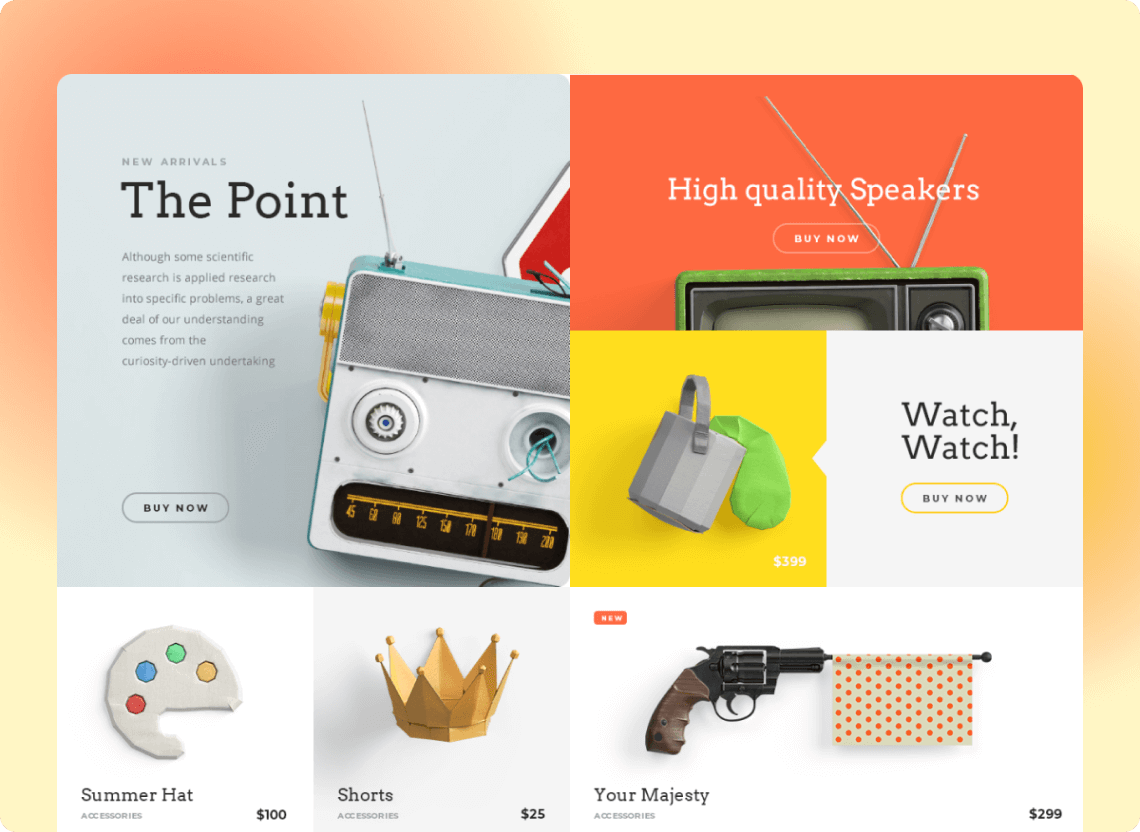 NEW ARRIVALS
The Point
Although some scientific
research is applied research
into specific problems, a great
deal of our understanding
comes from the
curiosity-driven undertaking
BUY NOW
45 60 80 125 150 170 180 190 200
High quality Speakers
BUY NOW
$399
Watch,
Watch!
BUY NOW
Summer Hat
ACCESSORIES
$100
Shorts
ACCESSORIES
$25
NEW
Your Majesty
ACCESSORIES
$299